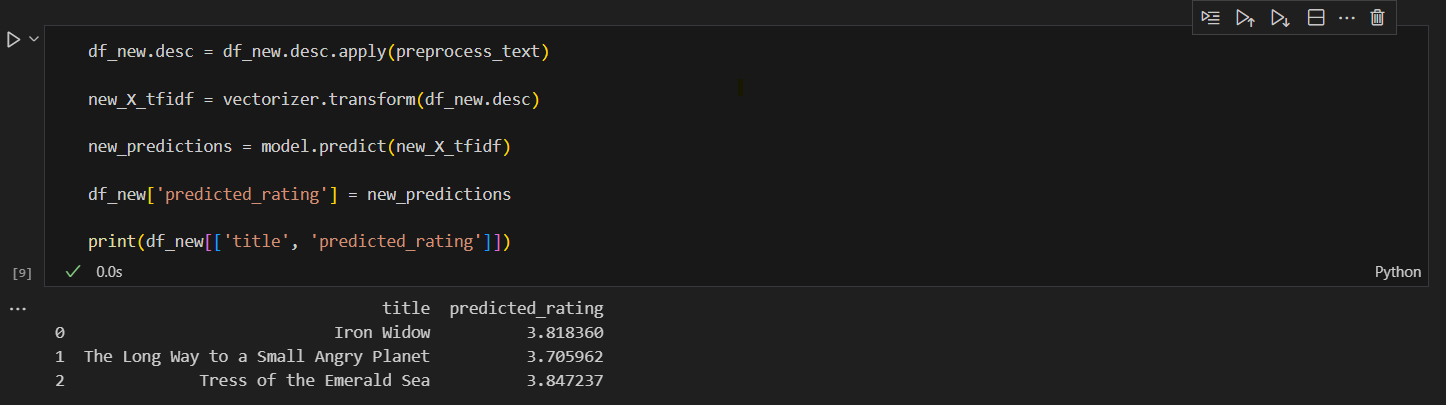 df_new.desc = df_new.desc.apply(preprocess_text)
new_X_tfidf = vectorizer.transform(df_new.desc)
new_predictions = model.predict(new_X_tfidf)
df_new['predicted_rating'] = new_predictions
print(df_new[['title', 'predicted_rating']])
[9] 0.0s Python
title predicted_rating
0 Iron Widow 3.818360
1 The Long Way to a Small Angry Planet 3.705962
2 Tress of the Emerald Sea 3.847237